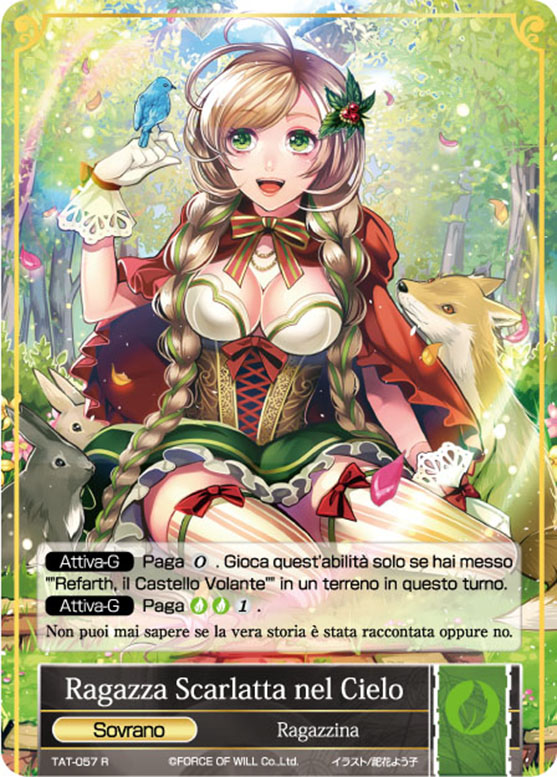 Attiva-G Paga 0 . Gioca quest'abilità solo se hai messo
""Refarth, il Castello Volante"" in un terreno in questo turno.
Attiva-G Paga 1 .
Non puoi mai sapere se la vera storia è stata raccontata oppure no.
Ragazza Scarlatta nel Cielo
Sovrano Ragazzina
TAT-057 R ©FORCE OF WILL Co.,Ltd. イラスト/肥花よう子